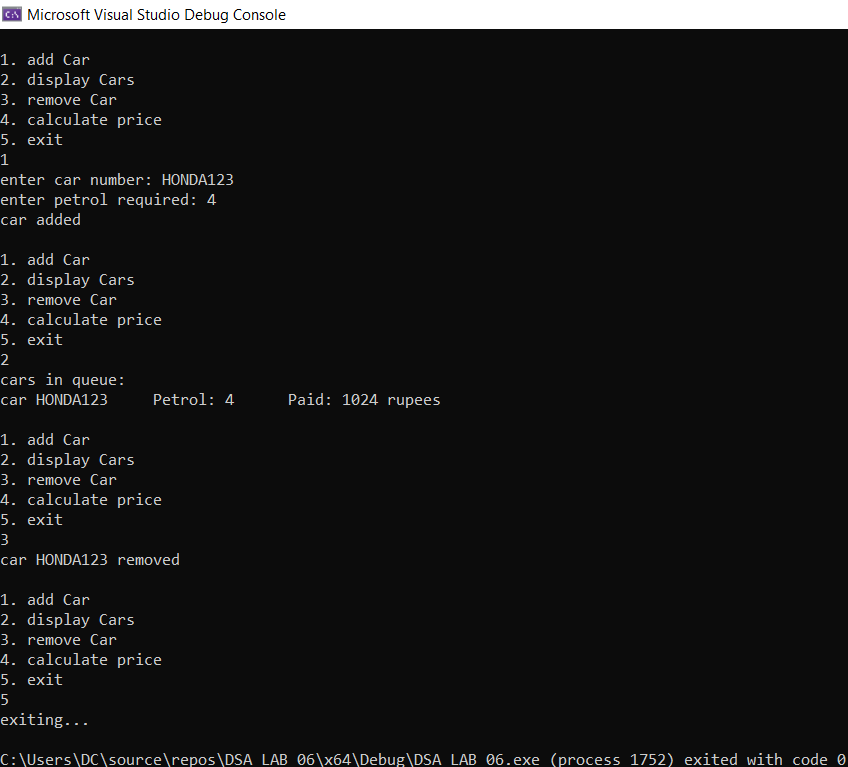 Microsoft Visual Studio Debug Console
1. add Car
2. display Cars
3. remove Car
4. calculate price
5. exit
1
enter car number: HONDA123
enter petrol required: 4
car added
1. add Car
2. display Cars
3. remove Car
4. calculate price
5. exit
2
cars in queue:
car HONDA123     Petrol: 4      Paid: 1024 rupees
1. add Car
2. display Cars
3. remove Car
4. calculate price
5. exit
3
car HONDA123 removed
1. add Car
2. display Cars
3. remove Car
4. calculate price
5. exit
5
exiting...
C:\Users\DC\source\repos\DSA LAB 06\x64\Debug\DSA LAB 06.exe (process 1752) exited with code 0